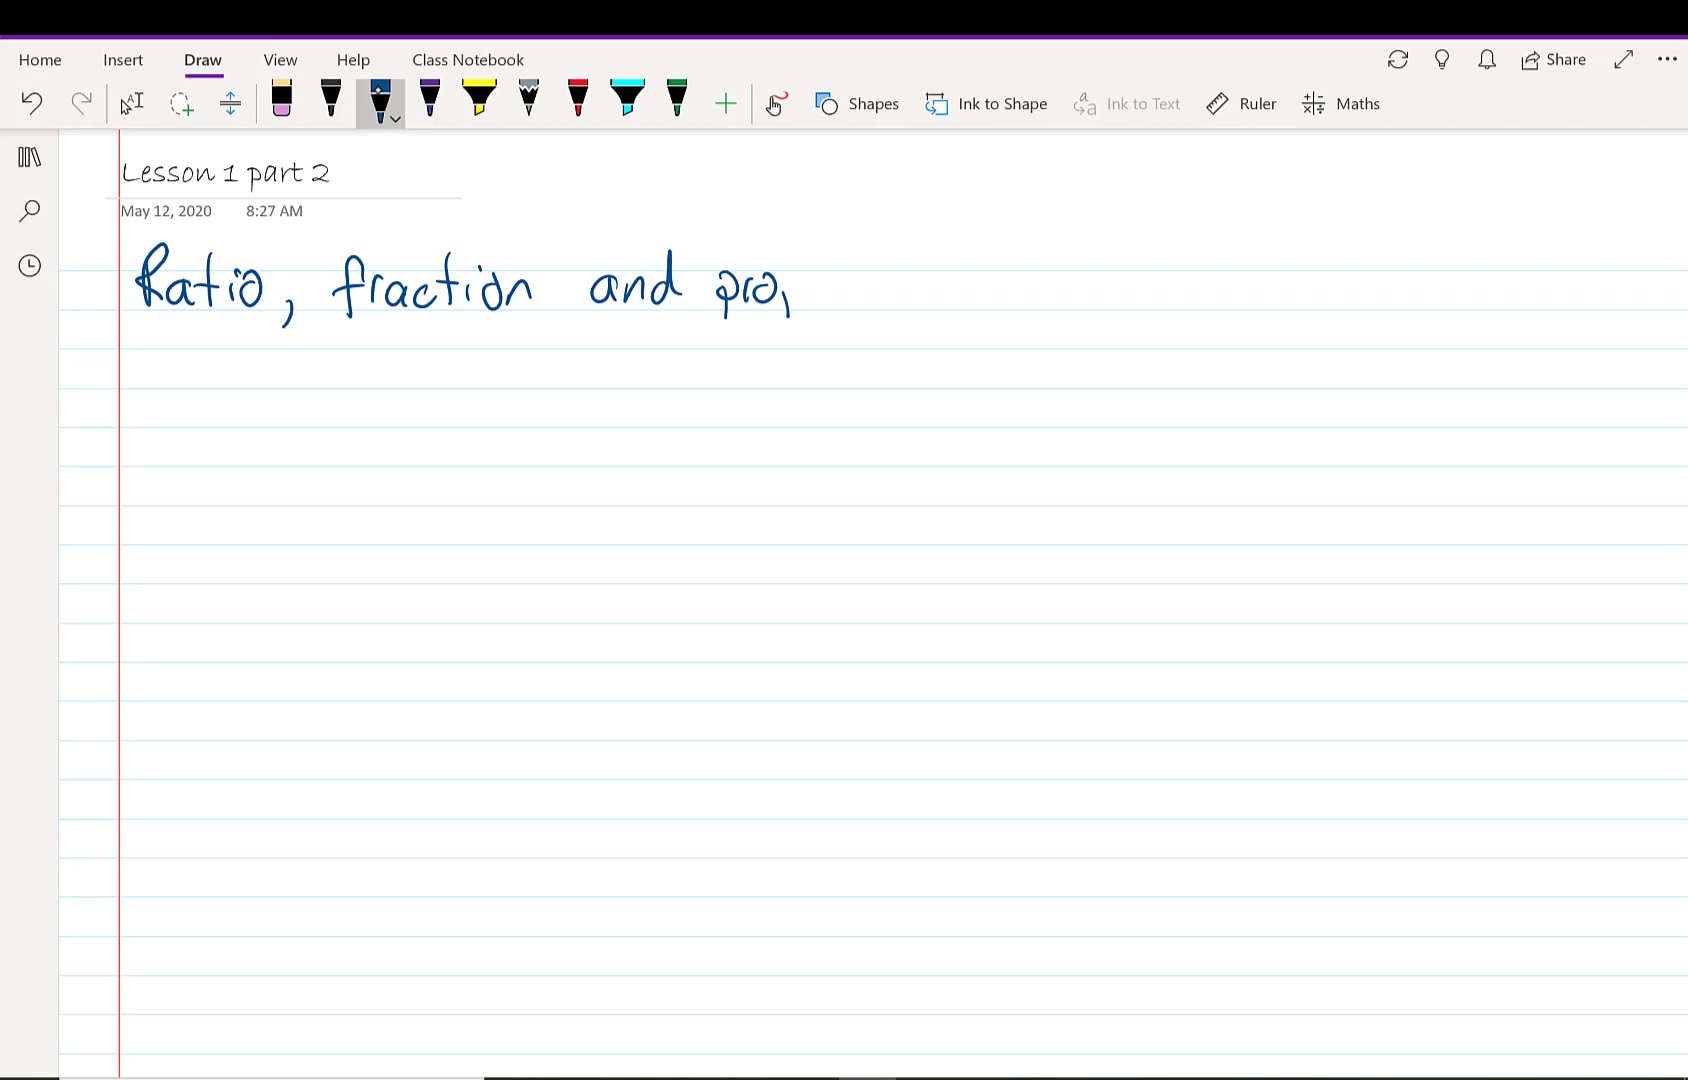 Home Insert Draw View Help Class Notebook Share
Shapes Ink to Shape Ink to Text Ruler Maths
Lesson 1 part 2
May 12, 2020 8:27 AM
Ratio, fraction and pro